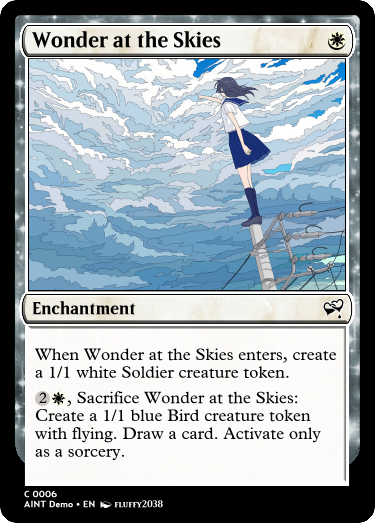 Wonder at the Skies
Enchantment
When Wonder at the Skies enters, create
a 1/1 white Soldier creature token.
2, Sacrifice Wonder at the Skies:
Create a 1/1 blue Bird creature token
with flying. Draw a card. Activate only
as a sorcery.
C 0006
AINT Demo • EN FLUFFY2038